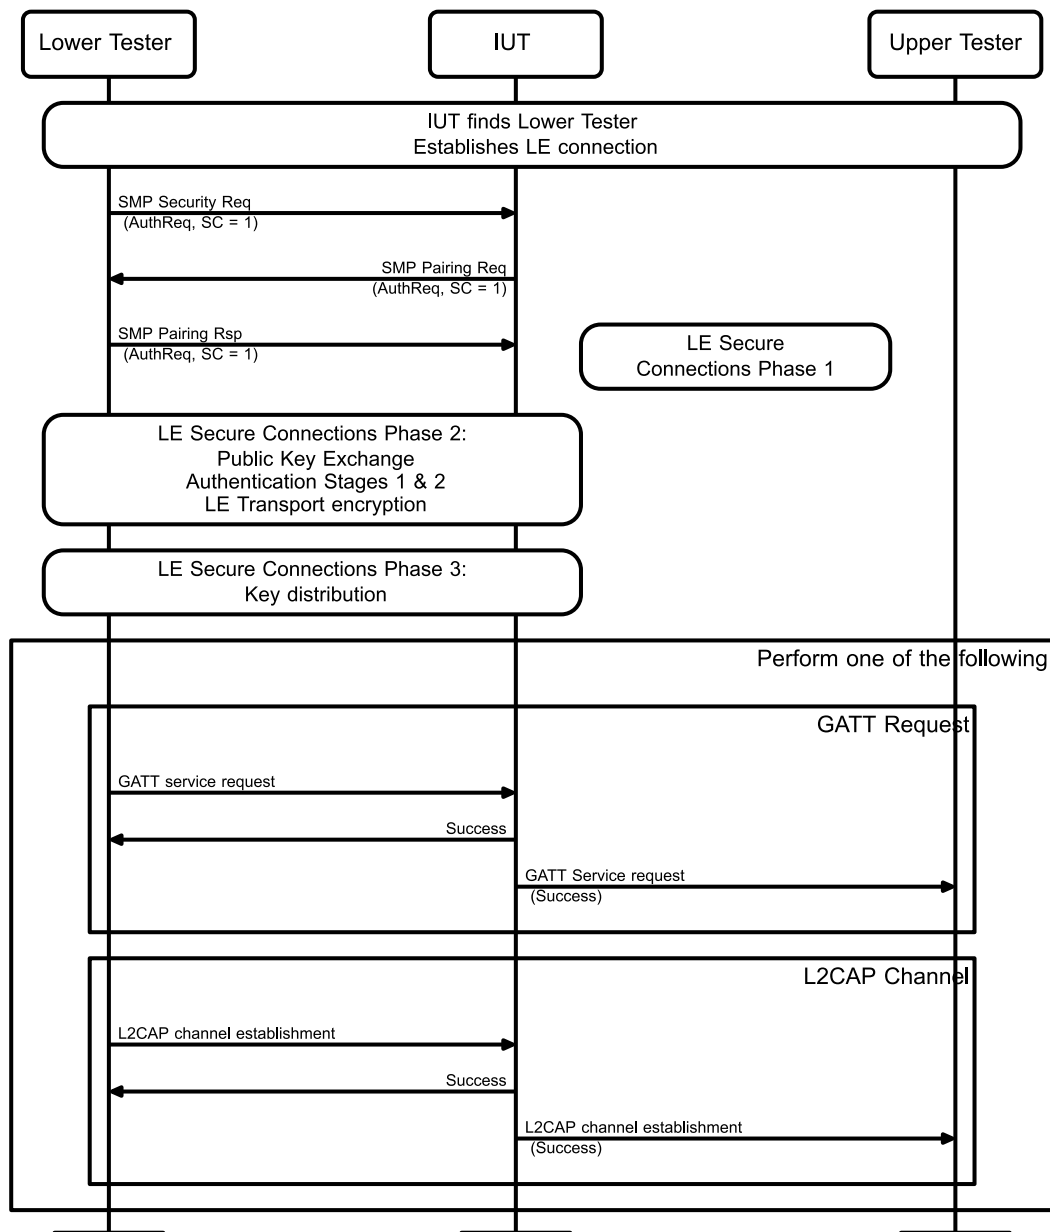 Lower Tester
IUT
Upper Tester
IUT finds Lower Tester
Establishes LE connection
SMP Security Req
(AuthReq, SC = 1)
SMP Pairing Req
(AuthReq, SC = 1)
SMP Pairing Rsp
(AuthReq, SC = 1)
LE Secure
Connections Phase 1
LE Secure Connections Phase 2:
Public Key Exchange
Authentication Stages 1 & 2
LE Transport encryption
LE Secure Connections Phase 3:
Key distribution
Perform one of the following
GATT Request
GATT service request
Success
GATT Service request
(Success)
L2CAP Channel
L2CAP channel establishment
Success
L2CAP channel establishment
(Success)